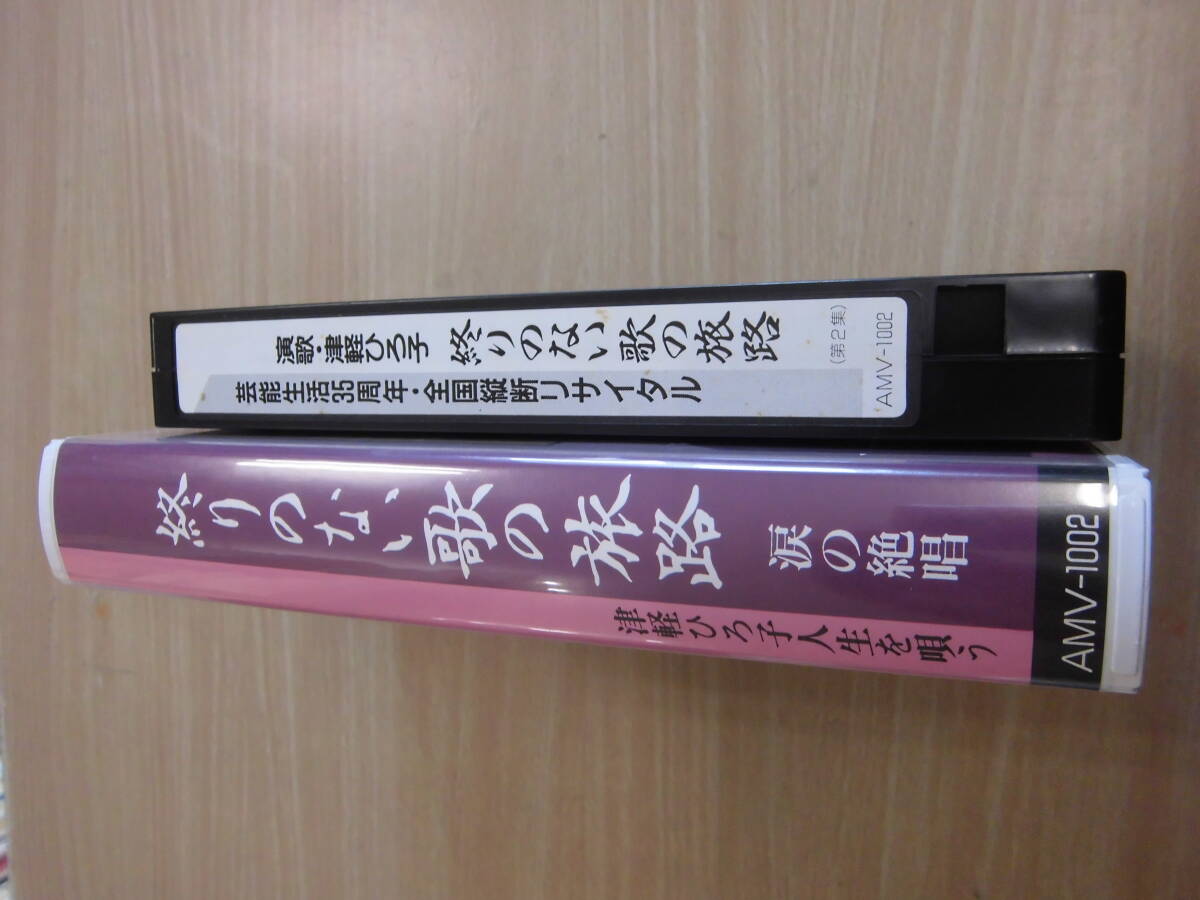 演歌・津軽ひろ子 終りのない歌の旅路 (第2集)
芸能生活35周年・全国縦断リサイタル
AMV-1002
終りのない歌の旅路 涙の絶唱
津軽ひろ子人生を唄う
AMV-1002